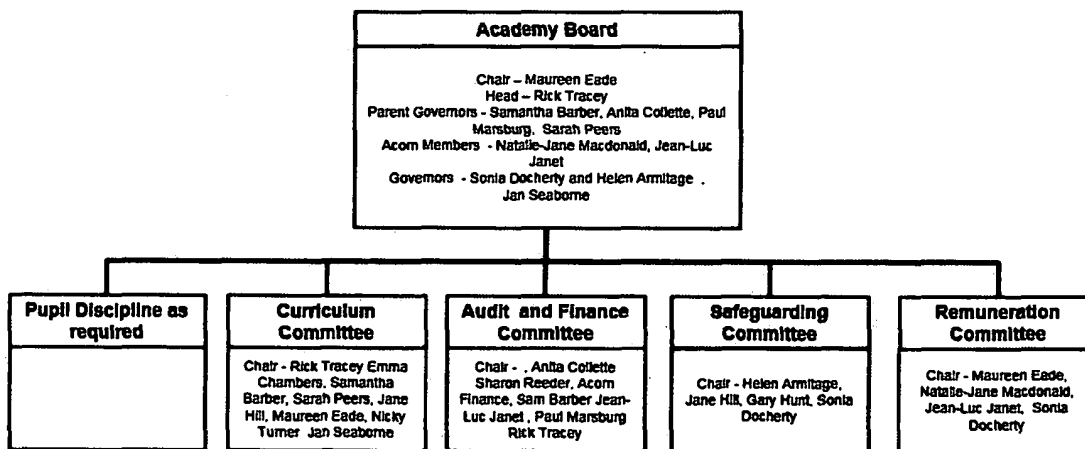 Academy Board
Chair – Maureen Eade
Head – Rick Tracey
Parent Governors - Samantha Barber, Anita Collette, Paul
Marsburg, Sarah Peers
Acorn Members - Natalie-Jane Macdonald, Jean-Luc
Janet
Governors - Sonia Docherty and Helen Armitage .
Jan Seaborne
Pupil Discipline as
required
Curriculum
Committee
Chair - Rick Tracey Emma
Chambers, Samantha
Barber, Sarah Peers, Jane
Hill, Maureen Eade, Nicky
Turner Jan Seaborne
Audit and Finance
Committee
Chair - , Anita Collette
Sharon Reeder, Acorn
Finance, Sam Barber Jean-
Luc Janet , Paul Marsburg
Rick Tracey
Safeguarding
Committee
Chair - Helen Armitage,
Jane Hill, Gary Hunt, Sonia
Docherty
Remuneration
Committee
Chair - Maureen Eade,
Natalie-Jane Macdonald,
Jean-Luc Janet, Sonia
Docherty